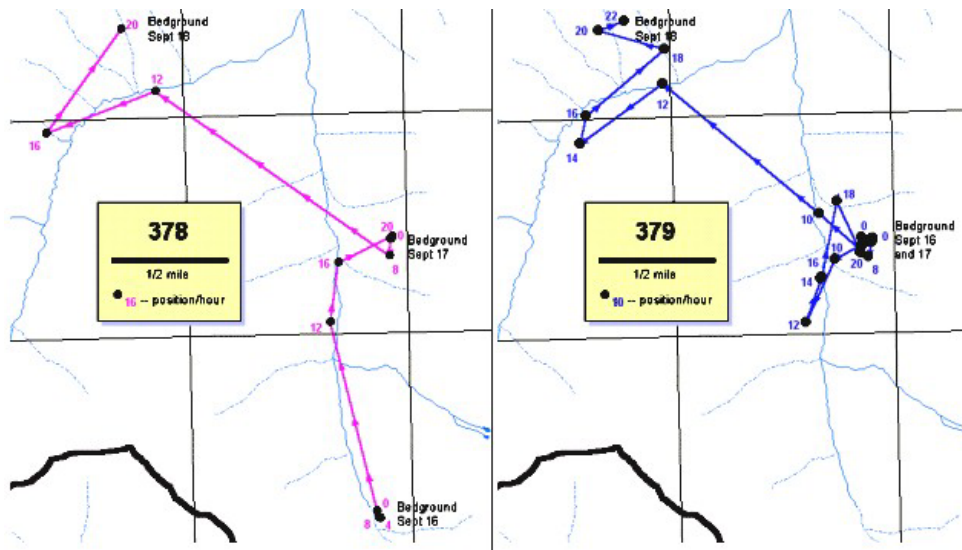 20
Bedground
Sept 18
12
16
378
1/2 mile
16 -- position/hour
20
0
Bedground
Sept 17
8
16
12
0
Bedground
Sept 16
8
4
22
Bedground
Sept 18
20
18
12
16
14
379
1/2 mile
10 -- position/hour
18
10
0
0
Bedground
Sept 16
and 17
10
20
8
16
14
12